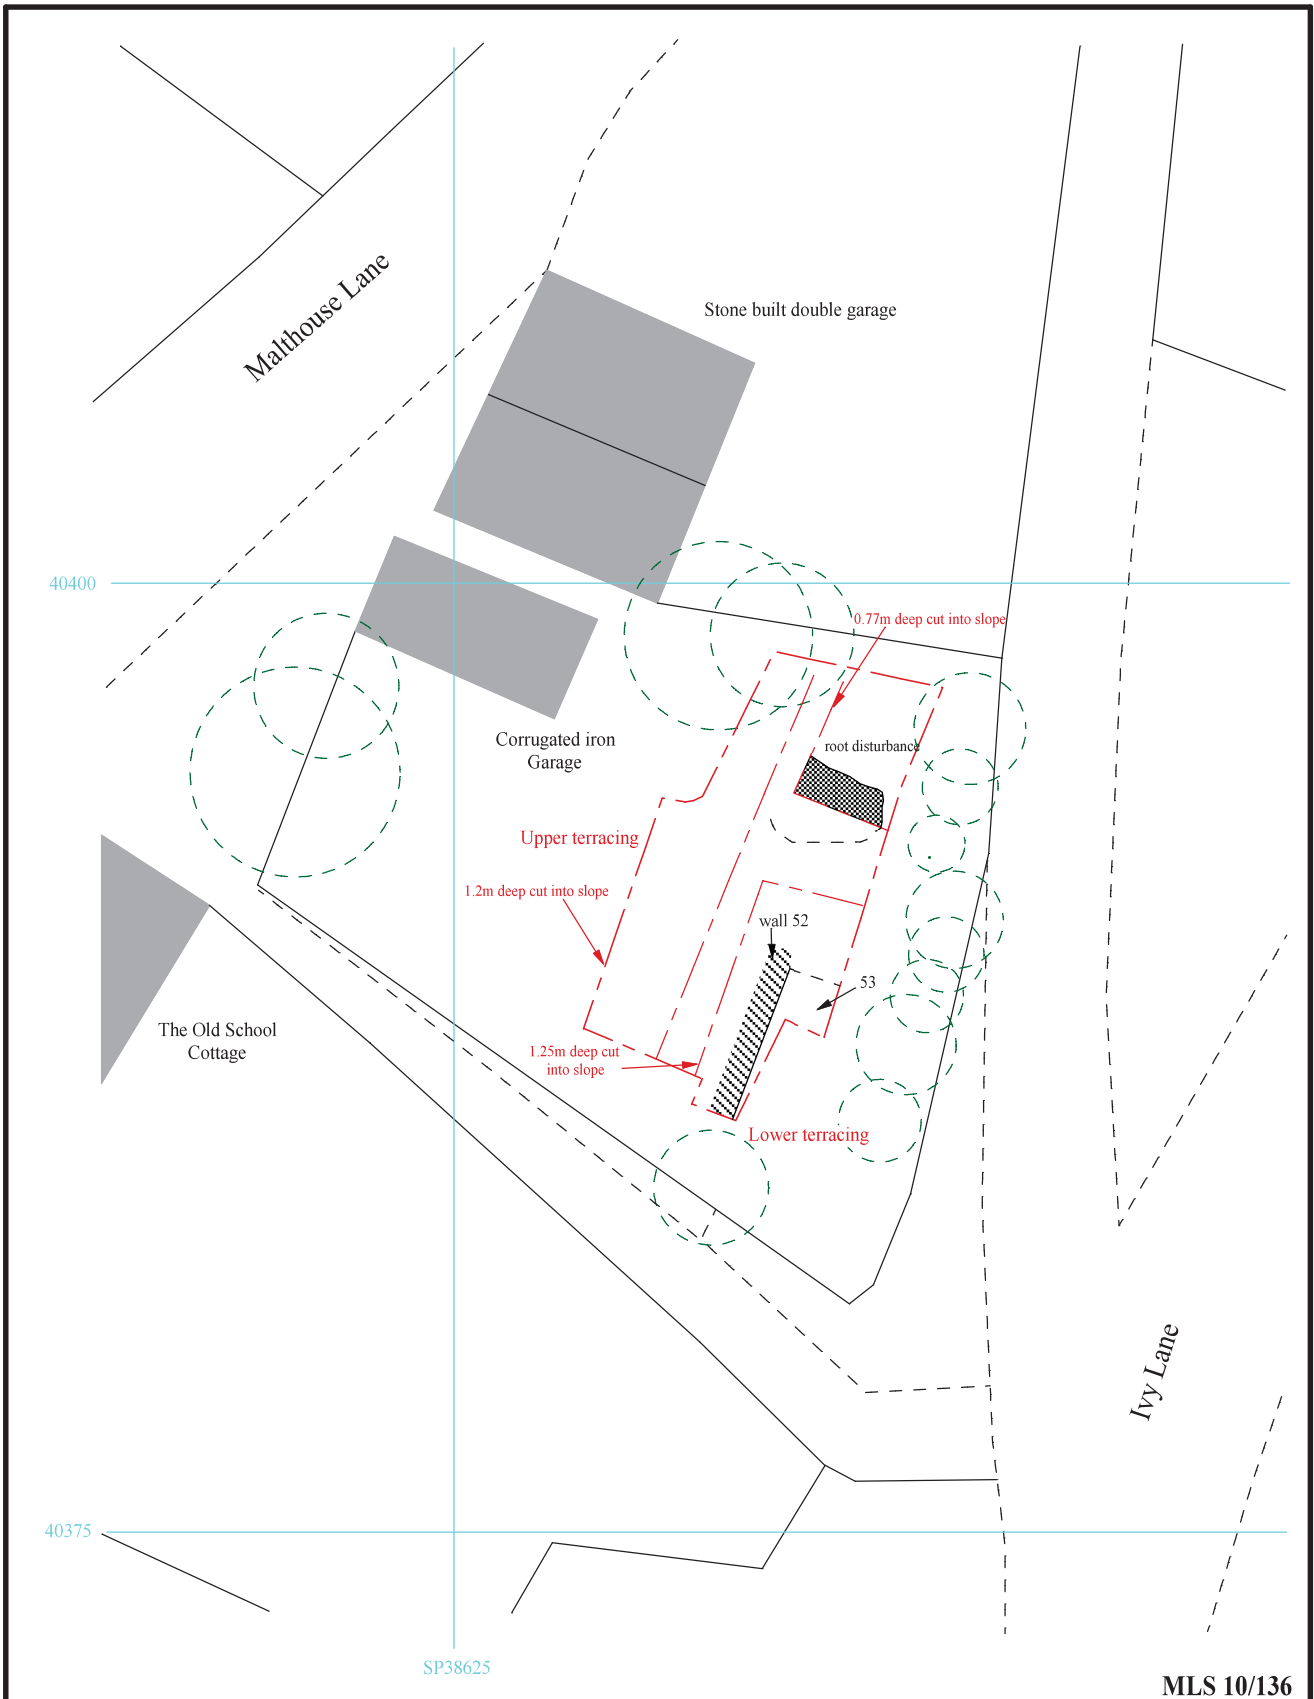 Malthouse Lane
Stone built double garage
40400
0.77m deep cut into slope
Corrugated iron
Garage
root disturbance
Upper terracing
1.2m deep cut into slope
wall 52
53
The Old School
Cottage
1.25m deep cut
into slope
Lower terracing
Ivy Lane
40375
SP38625
MLS 10/136